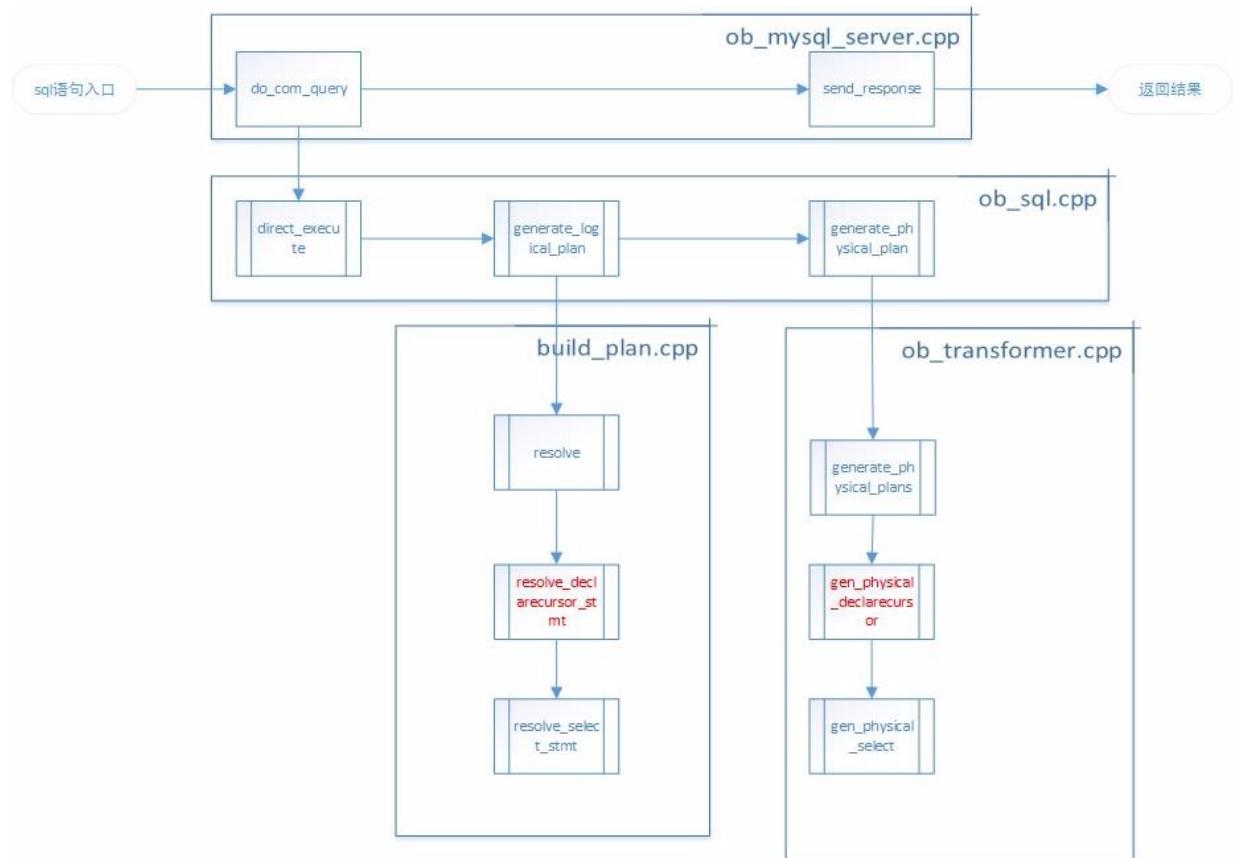 ob_mysql_server.cpp
sql语句入口
do_com_query
send_response
返回结果
ob_sql.cpp
direct_execu
te
generate_log
ical_plan
generate_ph
ysical_plan
build_plan.cpp
ob_transformer.cpp
resolve
generate_ph
ysical_plans
resolve_decl
arecursor_st
mt
gen_physical
_declarecurs
or
resolve_selec
t_stmt
gen_physical
_select